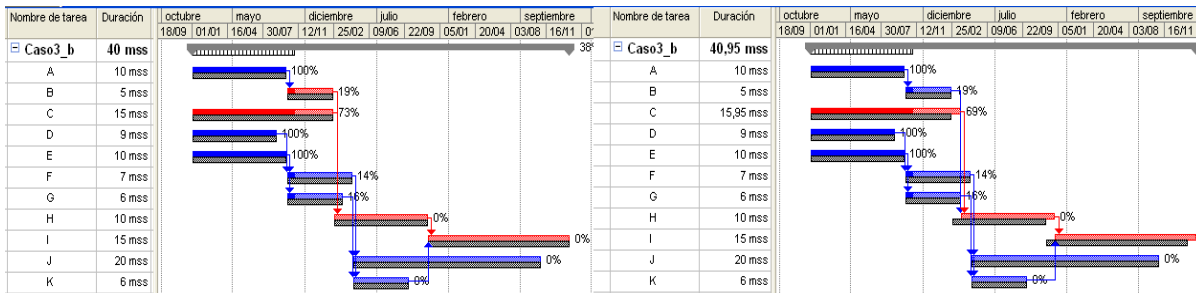 Nombre de tarea Duración octubre mayo diciembre julio febrero septiembre
18/09 01/01 16/04 30/07 12/11 25/02 09/06 22/09 05/01 20/04 03/08 16/11
Caso3_b 40 mss 38%
A 10 mss 100%
B 5 mss 19%
C 15 mss 73%
D 9 mss 100%
E 10 mss 100%
F 7 mss 14%
G 6 mss 16%
H 10 mss 0%
I 15 mss 0%
J 20 mss 0%
K 6 mss 0%
Nombre de tarea Duración octubre mayo diciembre julio febrero septiembre
18/09 01/01 16/04 30/07 12/11 25/02 09/06 22/09 05/01 20/04 03/08 16/11
Caso3_b 40,95 mss
A 10 mss 100%
B 5 mss 19%
C 15,95 mss 69%
D 9 mss 100%
E 10 mss 100%
F 7 mss 14%
G 6 mss 16%
H 10 mss 0%
I 15 mss
J 20 mss 0%
K 6 mss 0%